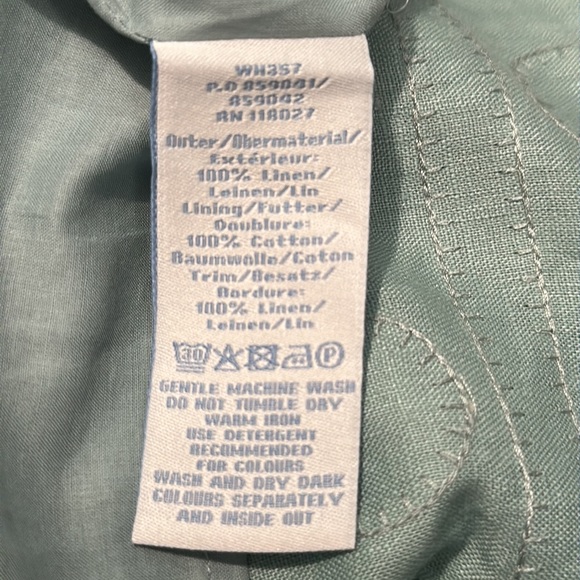 WH357
P.O 859041/
859042
RN 118027
Outer/Obermaterial/
Extérieur:
100% Linen/
Leinen/Lin
Lining/Futter/
Doublure:
100% Cotton/
Baumwolle/Coton
Trim/Besatz/
Bordure:
100% Linen/
Leinen/Lin
30 P
GENTLE MACHINE WASH
DO NOT TUMBLE DRY
WARM IRON
USE DETERGENT
RECOMMENDED
FOR COLOURS
WASH AND DRY DARK
COLOURS SEPARATELY
AND INSIDE OUT